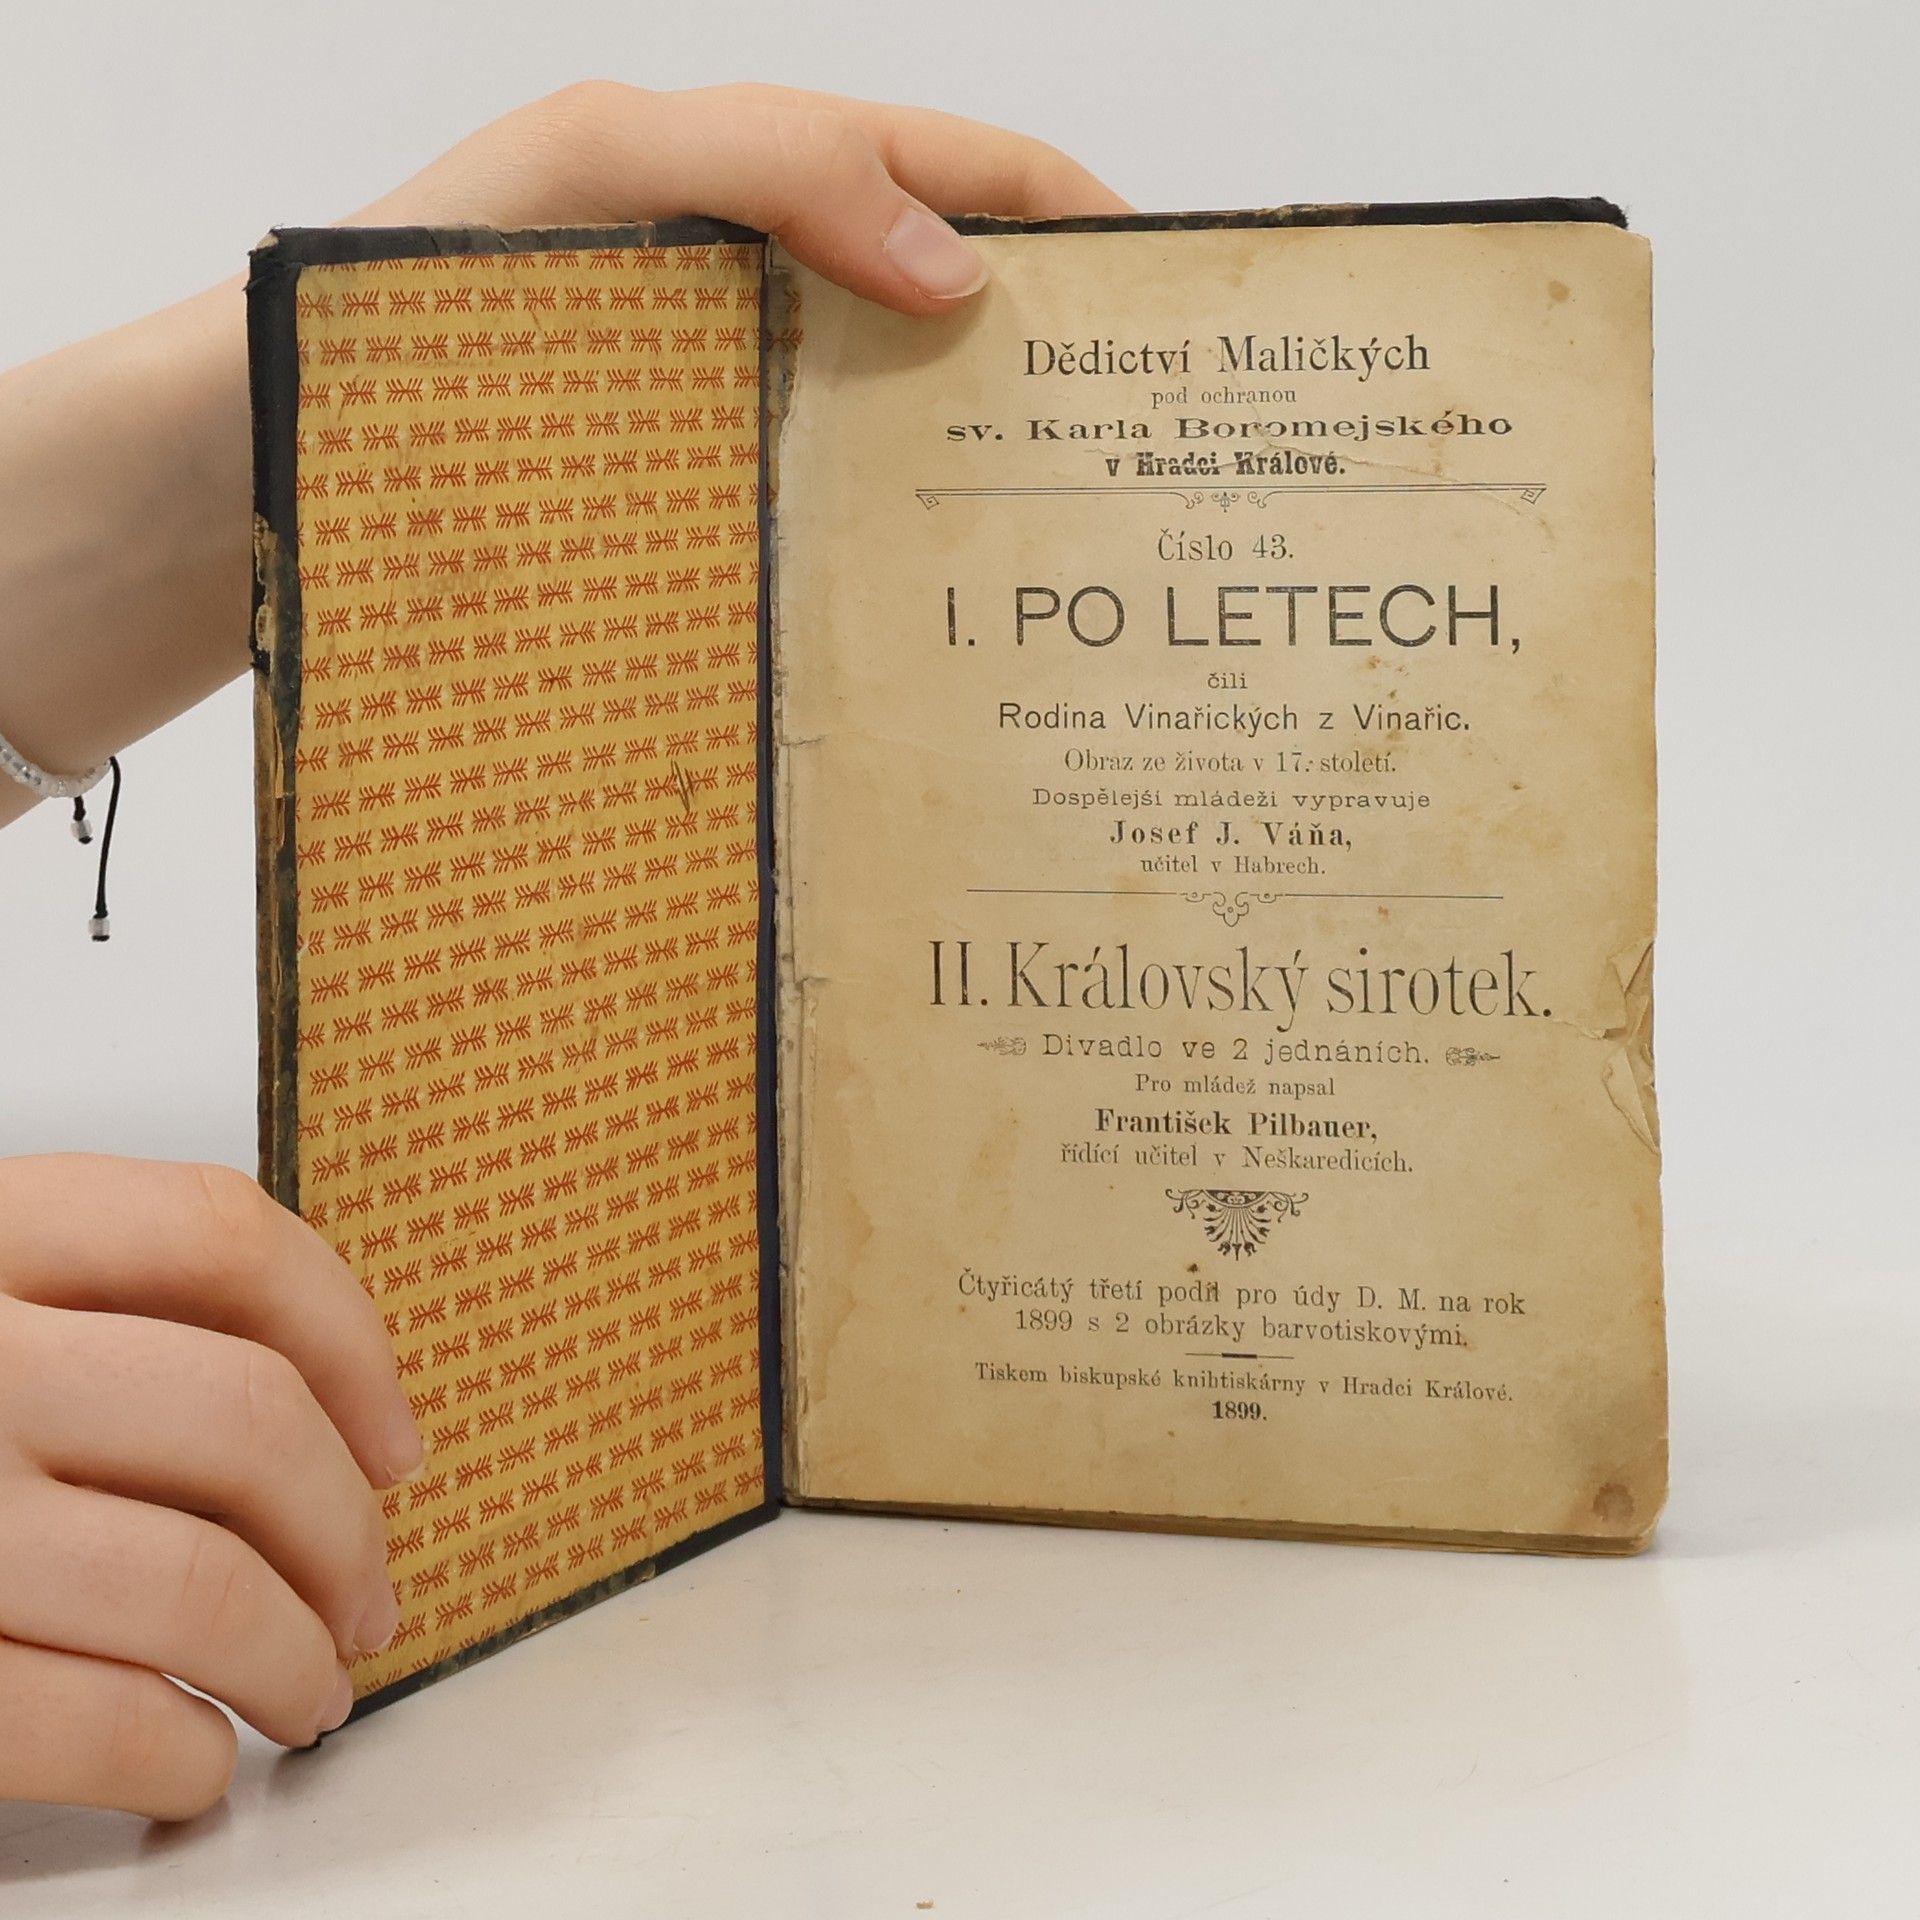 Dědictví Maličkých
pod ochranou
sv. Karla Boromejského
v Hradci Králové.
Číslo 43.
I. PO LETECH,
čili
Rodina Vinařických z Vinařic.
Obraz ze života v 17. století.
Dospělejší mládeži vypravuje
Josef J. Váňa,
učitel v Habrech.
II. Královský sirotek.
Divadlo ve 2 jednáních.
Pro mládež napsal
František Pilbauer,
řídící učitel v Neškaredicích.
Čtyřicátý třetí podíl pro údy D. M. na rok
1899 s 2 obrázky barvotiskovými.
Tiskem biskupské knihtiskárny v Hradci Králové.
1899.